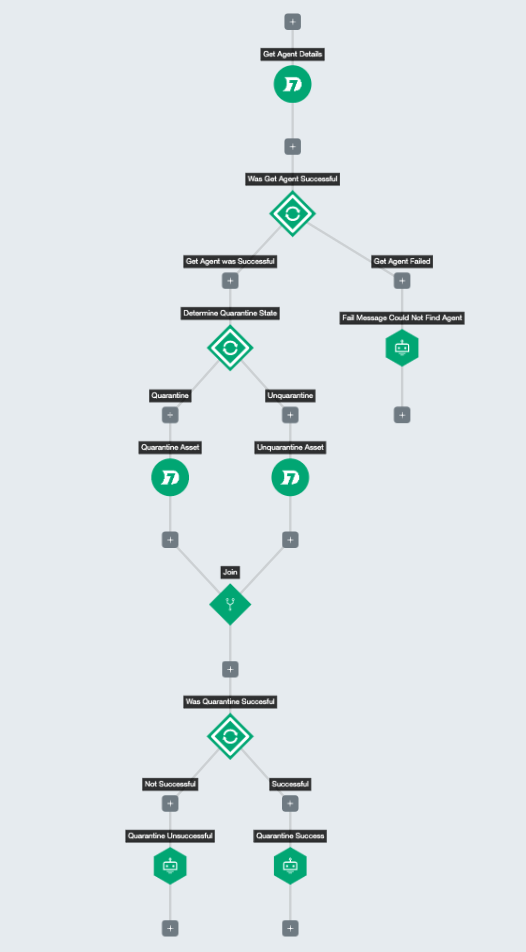 Get Agent Details
Was Get Agent Successful
Get Agent was Successful
Get Agent Failed
Determine Quarantine State
Fail Message Could Not Find Agent
Quarantine
Unquarantine
Quarantine Asset
Unquarantine Asset
Join
Was Quarantine Succesful
Not Successful
Successful
Quarantine Unsuccessful
Quarantine Success